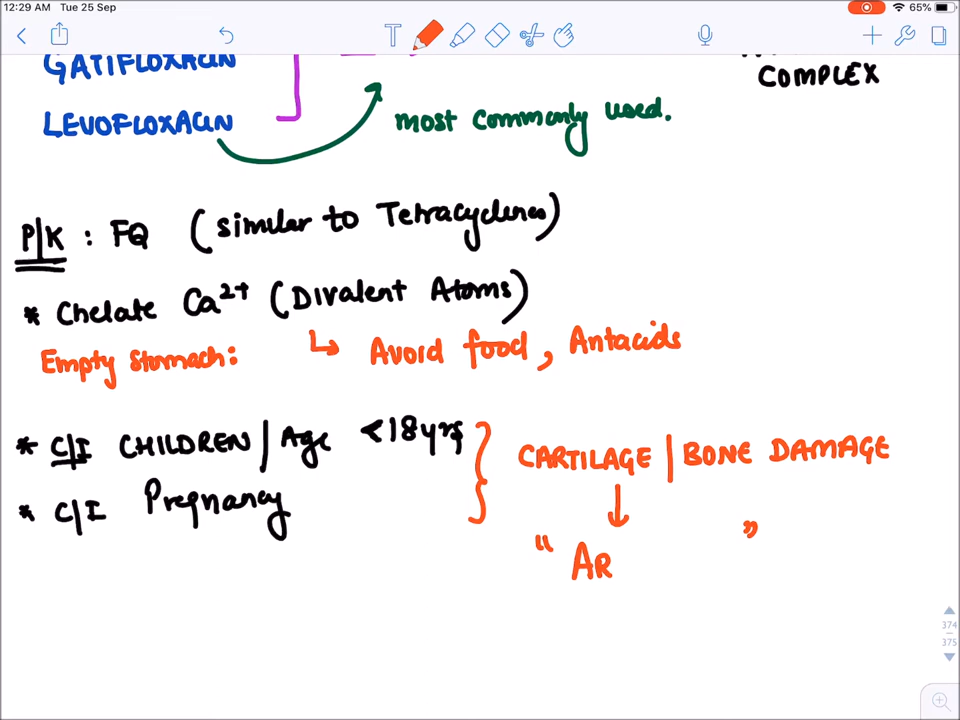 12:29 AM Tue 25 Sep
65%
T
GATIFLOXACIN
COMPLEX
LEVOFLOXACIN
most commonly used.
P|K : FQ (Similar to Tetracyclines)
* Chelate Ca2+ (Divalent Atoms)
Empty Stomach: ↳ Avoid food, Antacids
* C/I CHILDREN | Age <18yrs
CARTILAGE | BONE DAMAGE
* C/I Pregnancy
" AR "
374
375